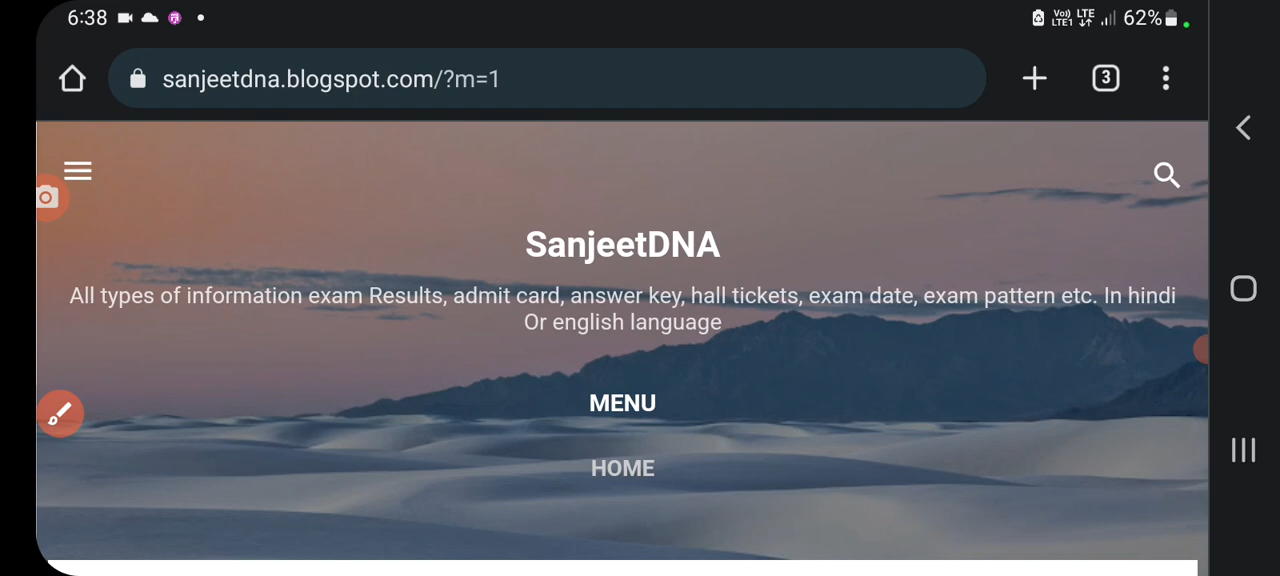 6:38
Vo) LTE 62%
LTE1
sanjeetdna.blogspot.com/?m=1
3
SanjeetDNA
All types of information exam Results, admit card, answer key, hall tickets, exam date, exam pattern etc. In hindi
Or english language
MENU
HOME